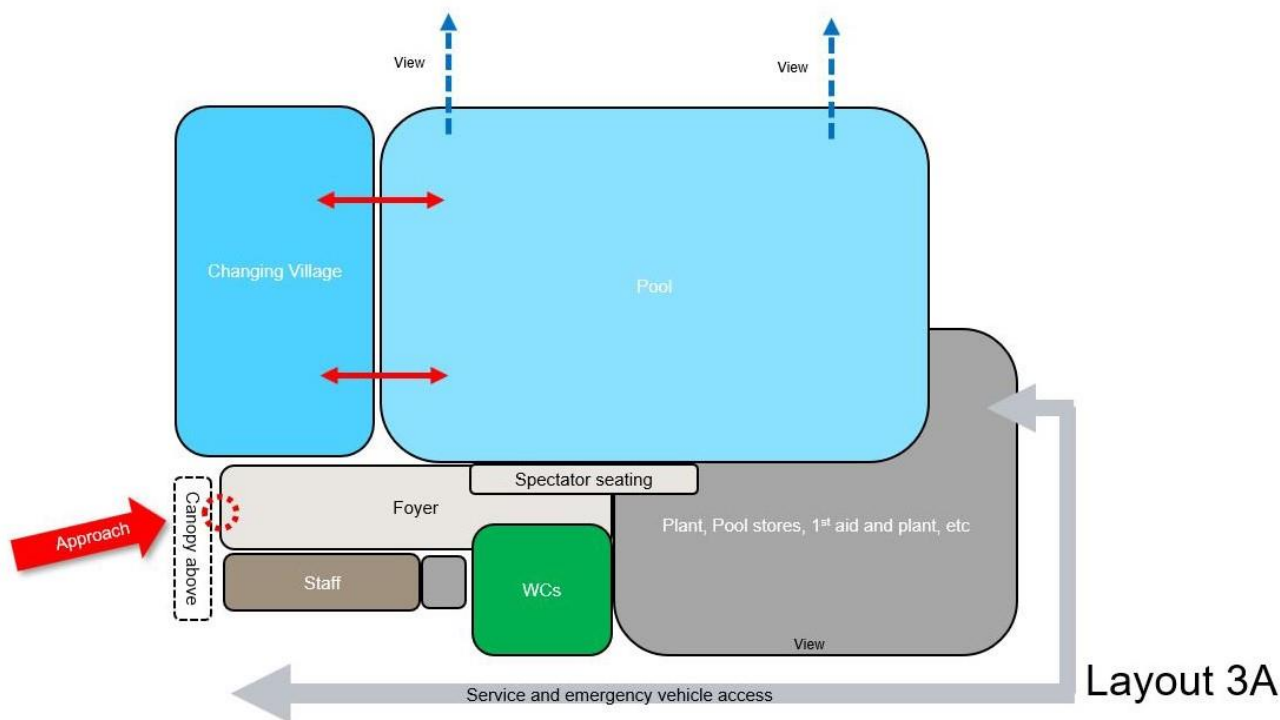 View
View
Changing Village
Pool
Spectator seating
Foyer
Canopy above
Approach
Plant, Pool stores, 1st aid and plant, etc
Staff
WCs
View
Service and emergency vehicle access
Layout 3A